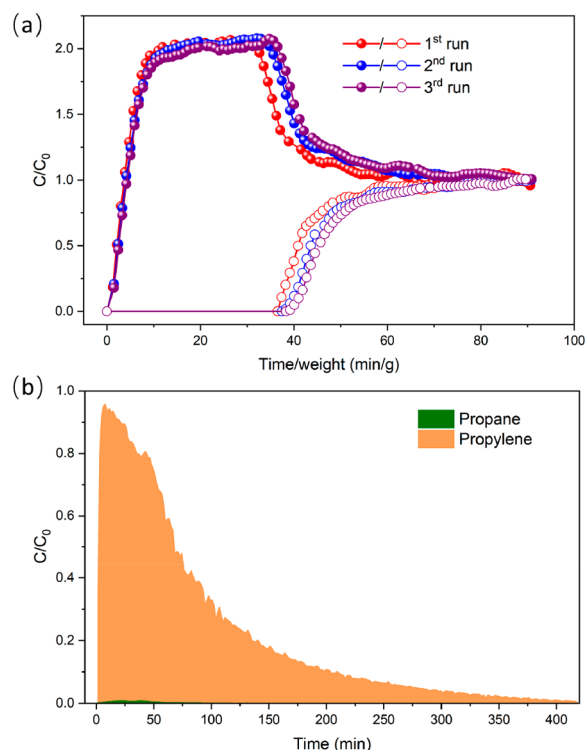 (a)
2.0
1.5
1.0
0.5
0.0
C/C₀
1st run
2nd run
3rd run
0 20 40 60 80 100
Time/weight (min/g)
(b)
1.0
0.8
0.6
0.4
0.2
0.0
C/C₀
Propane
Propylene
0 50 100 150 200 250 300 350 400
Time (min)